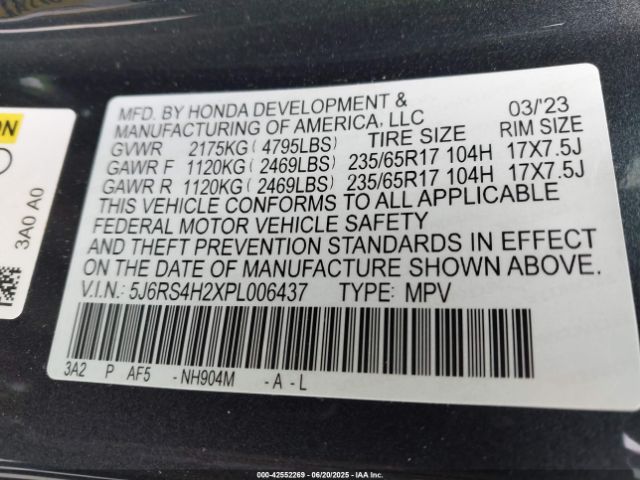 MFD. BY HONDA DEVELOPMENT & 03/'23
MANUFACTURING OF AMERICA, LLC
GVWR 2175KG ( 4795LBS) TIRE SIZE RIM SIZE
GAWR F 1120KG ( 2469LBS) 235/65R17 104H 17X7.5J
GAWR R 1120KG ( 2469LBS) 235/65R17 104H 17X7.5J
THIS VEHICLE CONFORMS TO ALL APPLICABLE
FEDERAL MOTOR VEHICLE SAFETY
AND THEFT PREVENTION STANDARDS IN EFFECT
ON THE DATE OF MANUFACTURE SHOWN ABOVE.
V.I.N.: 5J6RS4H2XPL006437 TYPE: MPV
3A2 P AF5 -NH904M -A-L
3A0 A0
(Stock No: 42552269 - 06/20/2025 - IAA Inc.